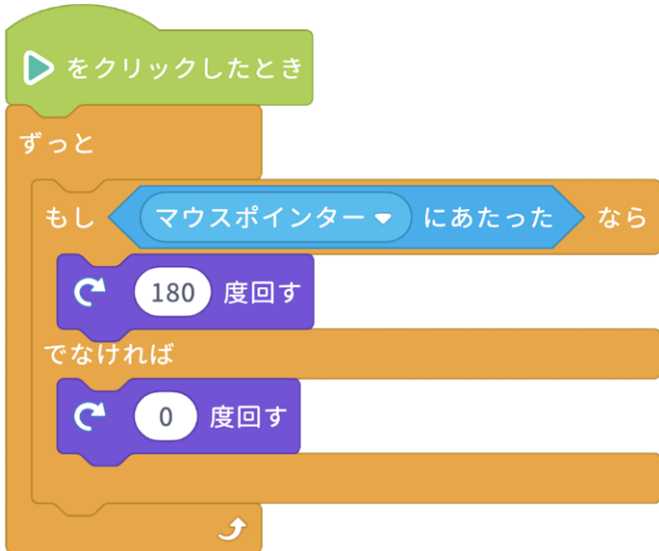 をクリックしたとき
ずっと
もし マウスポインター にあたった なら
180 度回す
でなければ
0 度回す